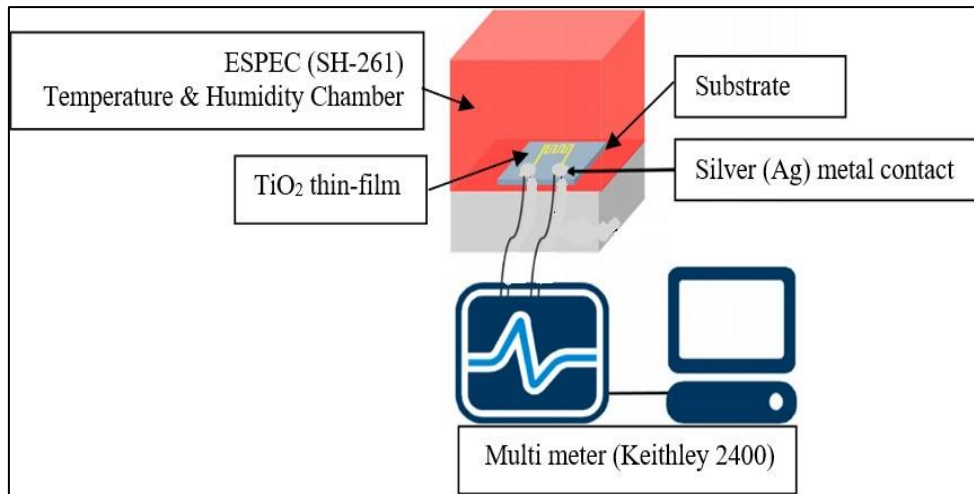 ESPEC (SH-261)
Temperature & Humidity Chamber
Substrate
TiO₂ thin-film
Silver (Ag) metal contact
Multi meter (Keithley 2400)